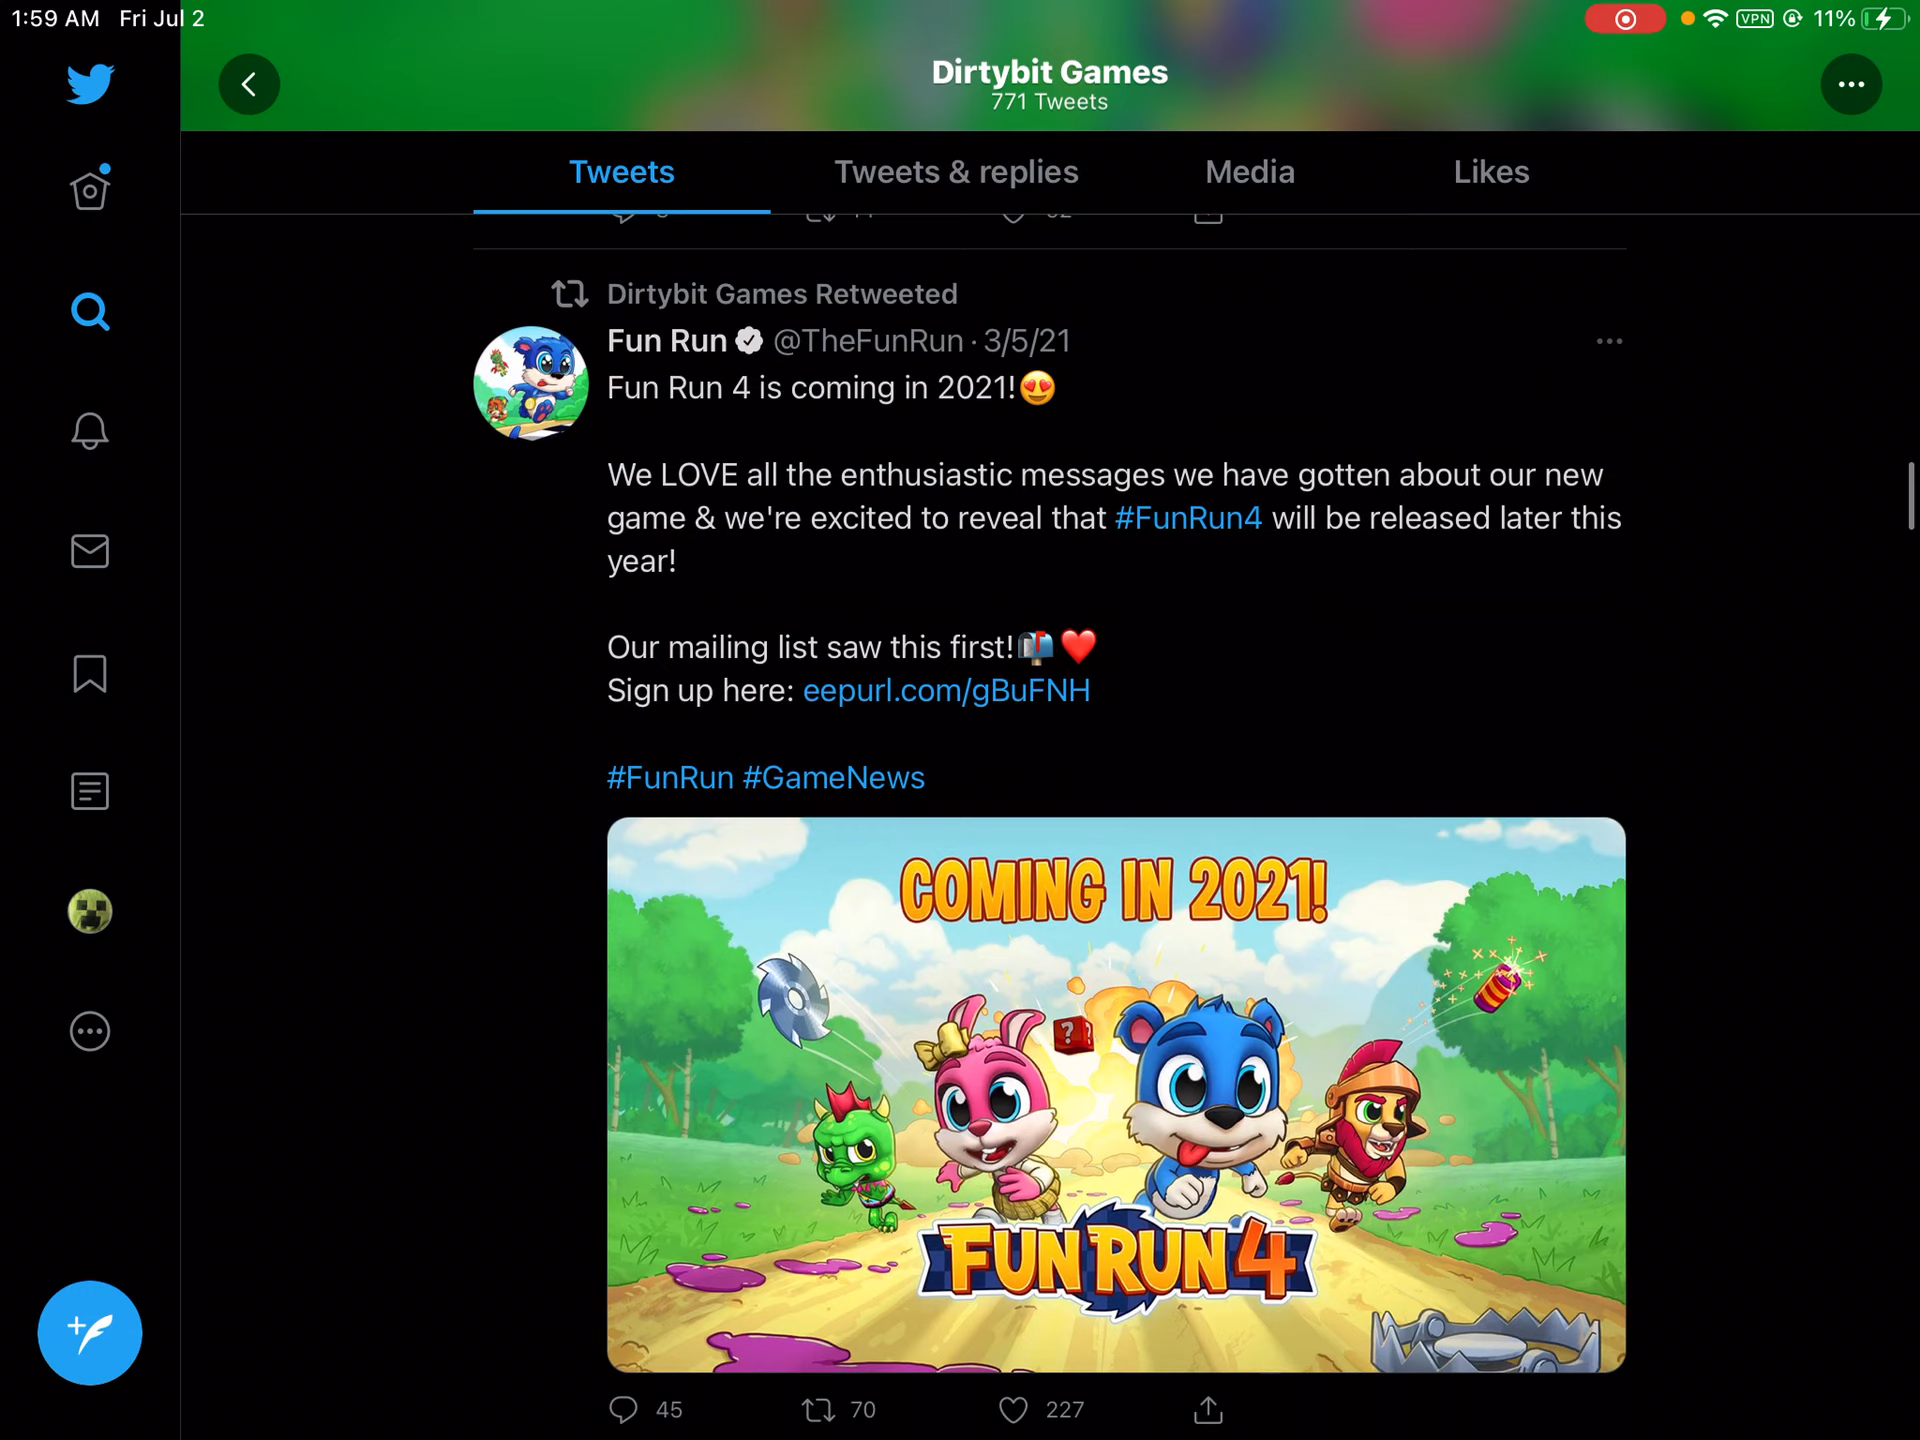 1:59 AM Fri Jul 2
VPN 11%
Dirtybit Games
771 Tweets
Tweets Tweets & replies Media Likes
Dirtybit Games Retweeted
Fun Run @TheFunRun · 3/5/21
Fun Run 4 is coming in 2021!😍
We LOVE all the enthusiastic messages we have gotten about our new
game & we're excited to reveal that #FunRun4 will be released later this
year!
Our mailing list saw this first!📬❤️
Sign up here: eepurl.com/gBuFNH
#FunRun #GameNews
COMING IN 2021!
? ?
FUN RUN 4
45 70 227